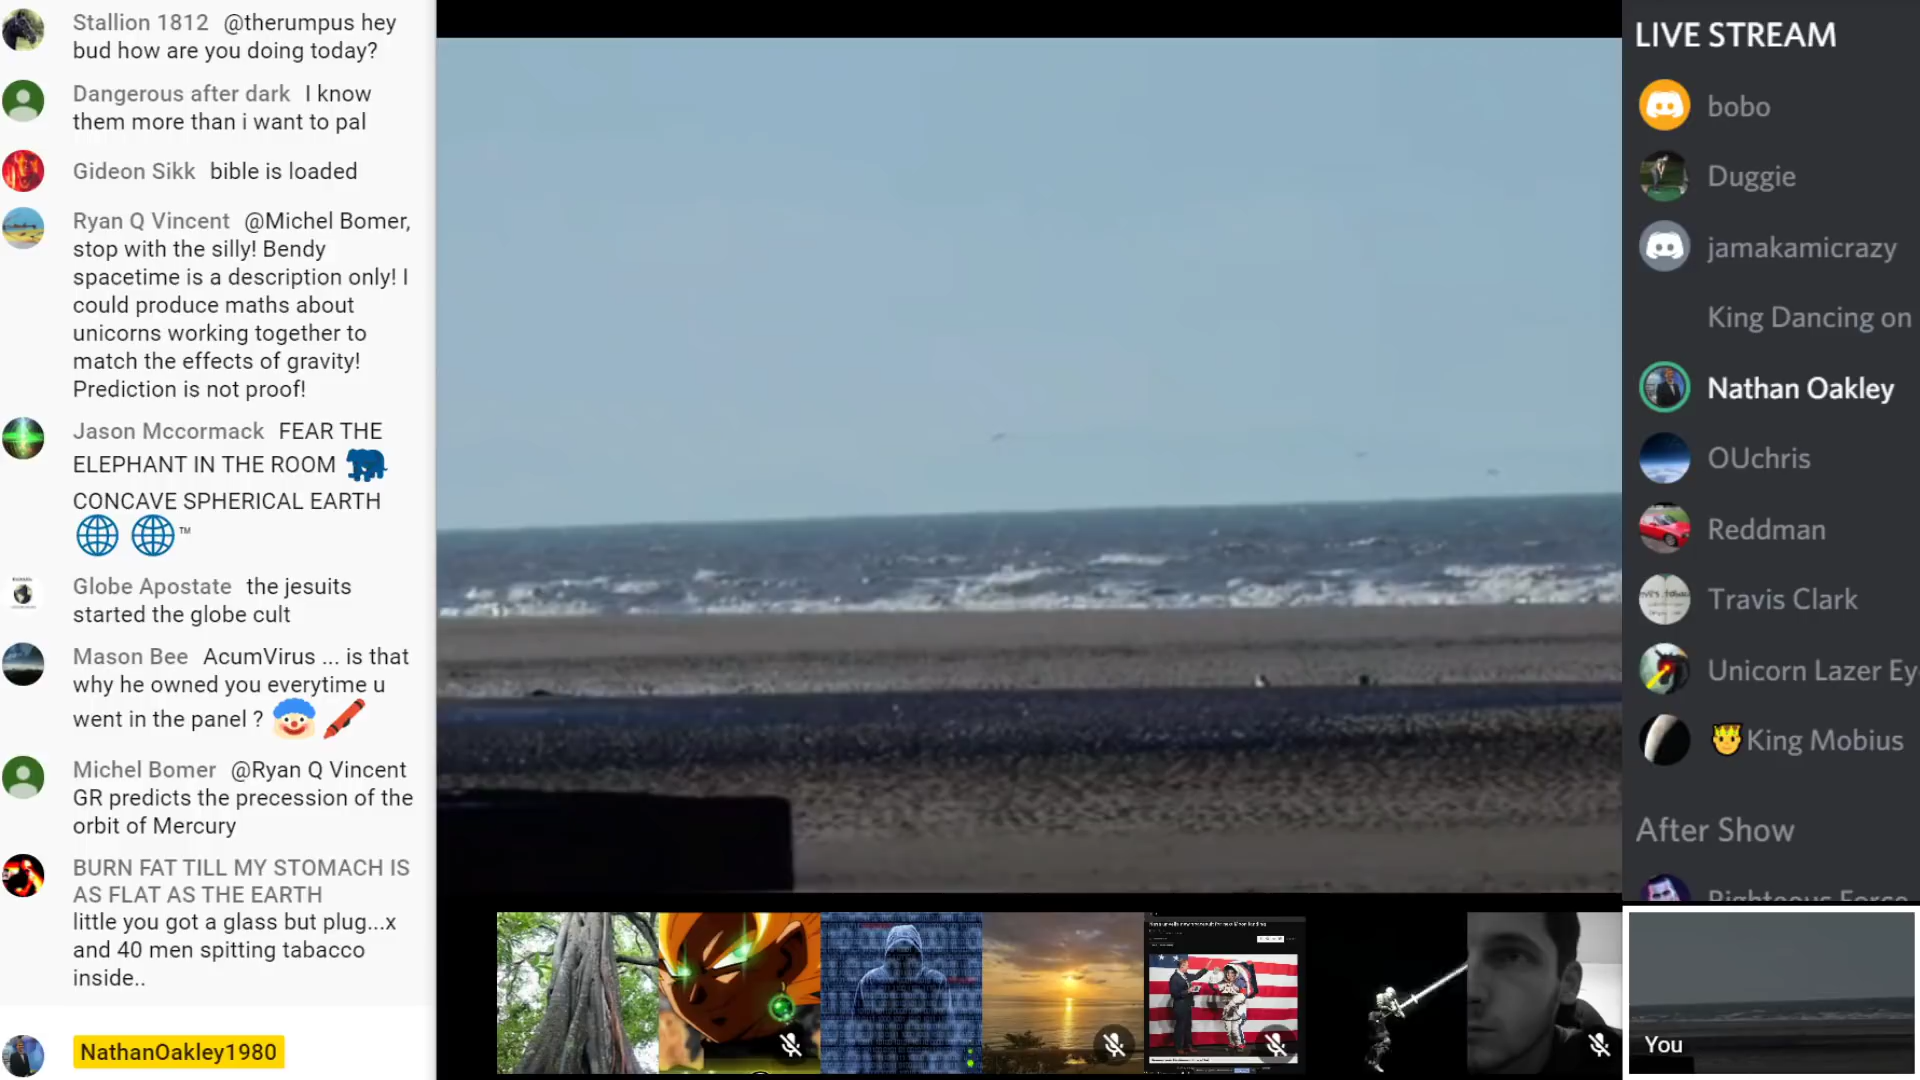 Stallion 1812 @therumpus hey
bud how are you doing today?
Dangerous after dark I know
them more than i want to pal
Gideon Sikk bible is loaded
Ryan Q Vincent @Michel Bomer,
stop with the silly! Bendy
spacetime is a description only! I
could produce maths about
unicorns working together to
match the effects of gravity!
Prediction is not proof!
Jason Mccormack FEAR THE
ELEPHANT IN THE ROOM
CONCAVE SPHERICAL EARTH
™
Globe Apostate the jesuits
started the globe cult
Mason Bee AcumVirus ... is that
why he owned you everytime u
went in the panel ?
Michel Bomer @Ryan Q Vincent
GR predicts the precession of the
orbit of Mercury
BURN FAT TILL MY STOMACH IS
AS FLAT AS THE EARTH
little you got a glass but plug...x
and 40 men spitting tabacco
inside..
NathanOakley1980
LIVE STREAM
bobo
Duggie
jamakamicrazy
King Dancing on
Nathan Oakley
OUchris
Reddman
Travis Clark
Unicorn Lazer Ey
King Mobius
After Show
Righteous Force
You